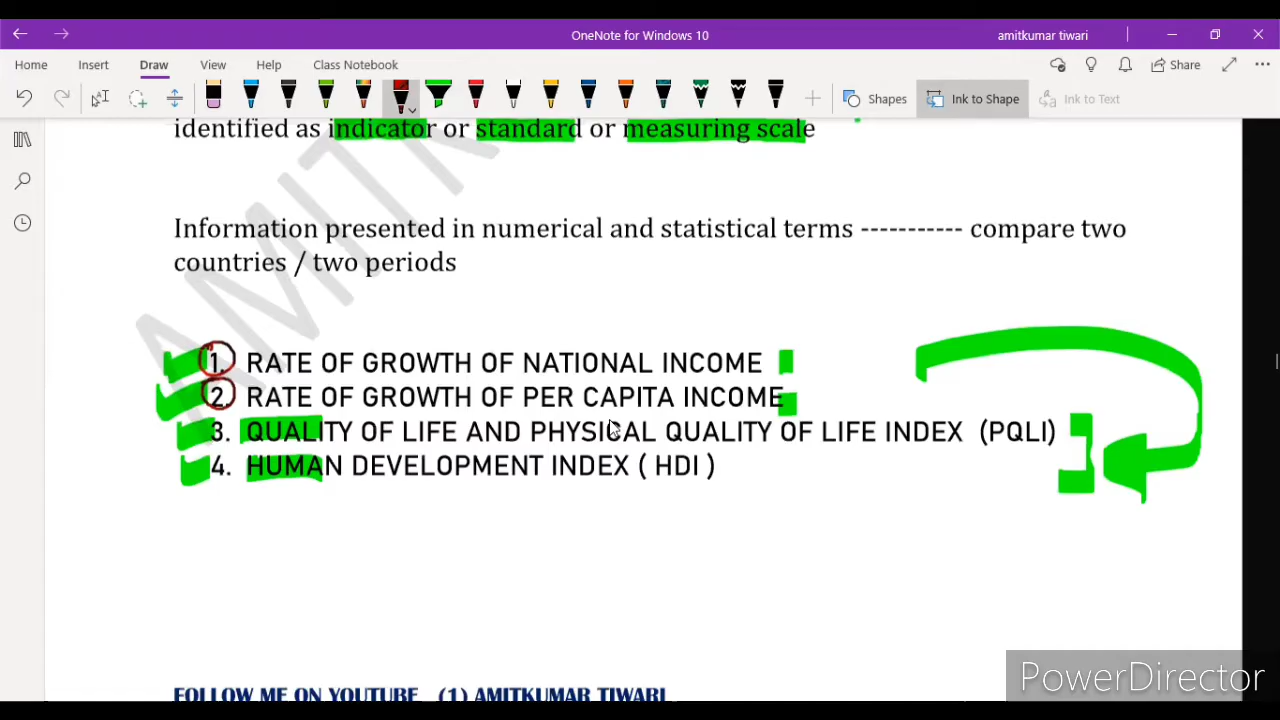 OneNote for Windows 10
amitkumar tiwari
Home Insert Draw View Help Class Notebook
Share
Shapes Ink to Shape Ink to Text
identified as indicator or standard or measuring scale
Information presented in numerical and statistical terms ----------- compare two
countries / two periods
1. RATE OF GROWTH OF NATIONAL INCOME
2. RATE OF GROWTH OF PER CAPITA INCOME
3. QUALITY OF LIFE AND PHYSICAL QUALITY OF LIFE INDEX (PQLI)
4. HUMAN DEVELOPMENT INDEX ( HDI )
FOLLOW ME ON YOUTUBE (1) AMITKUMAR TIWARI
AMITK
PowerDirector